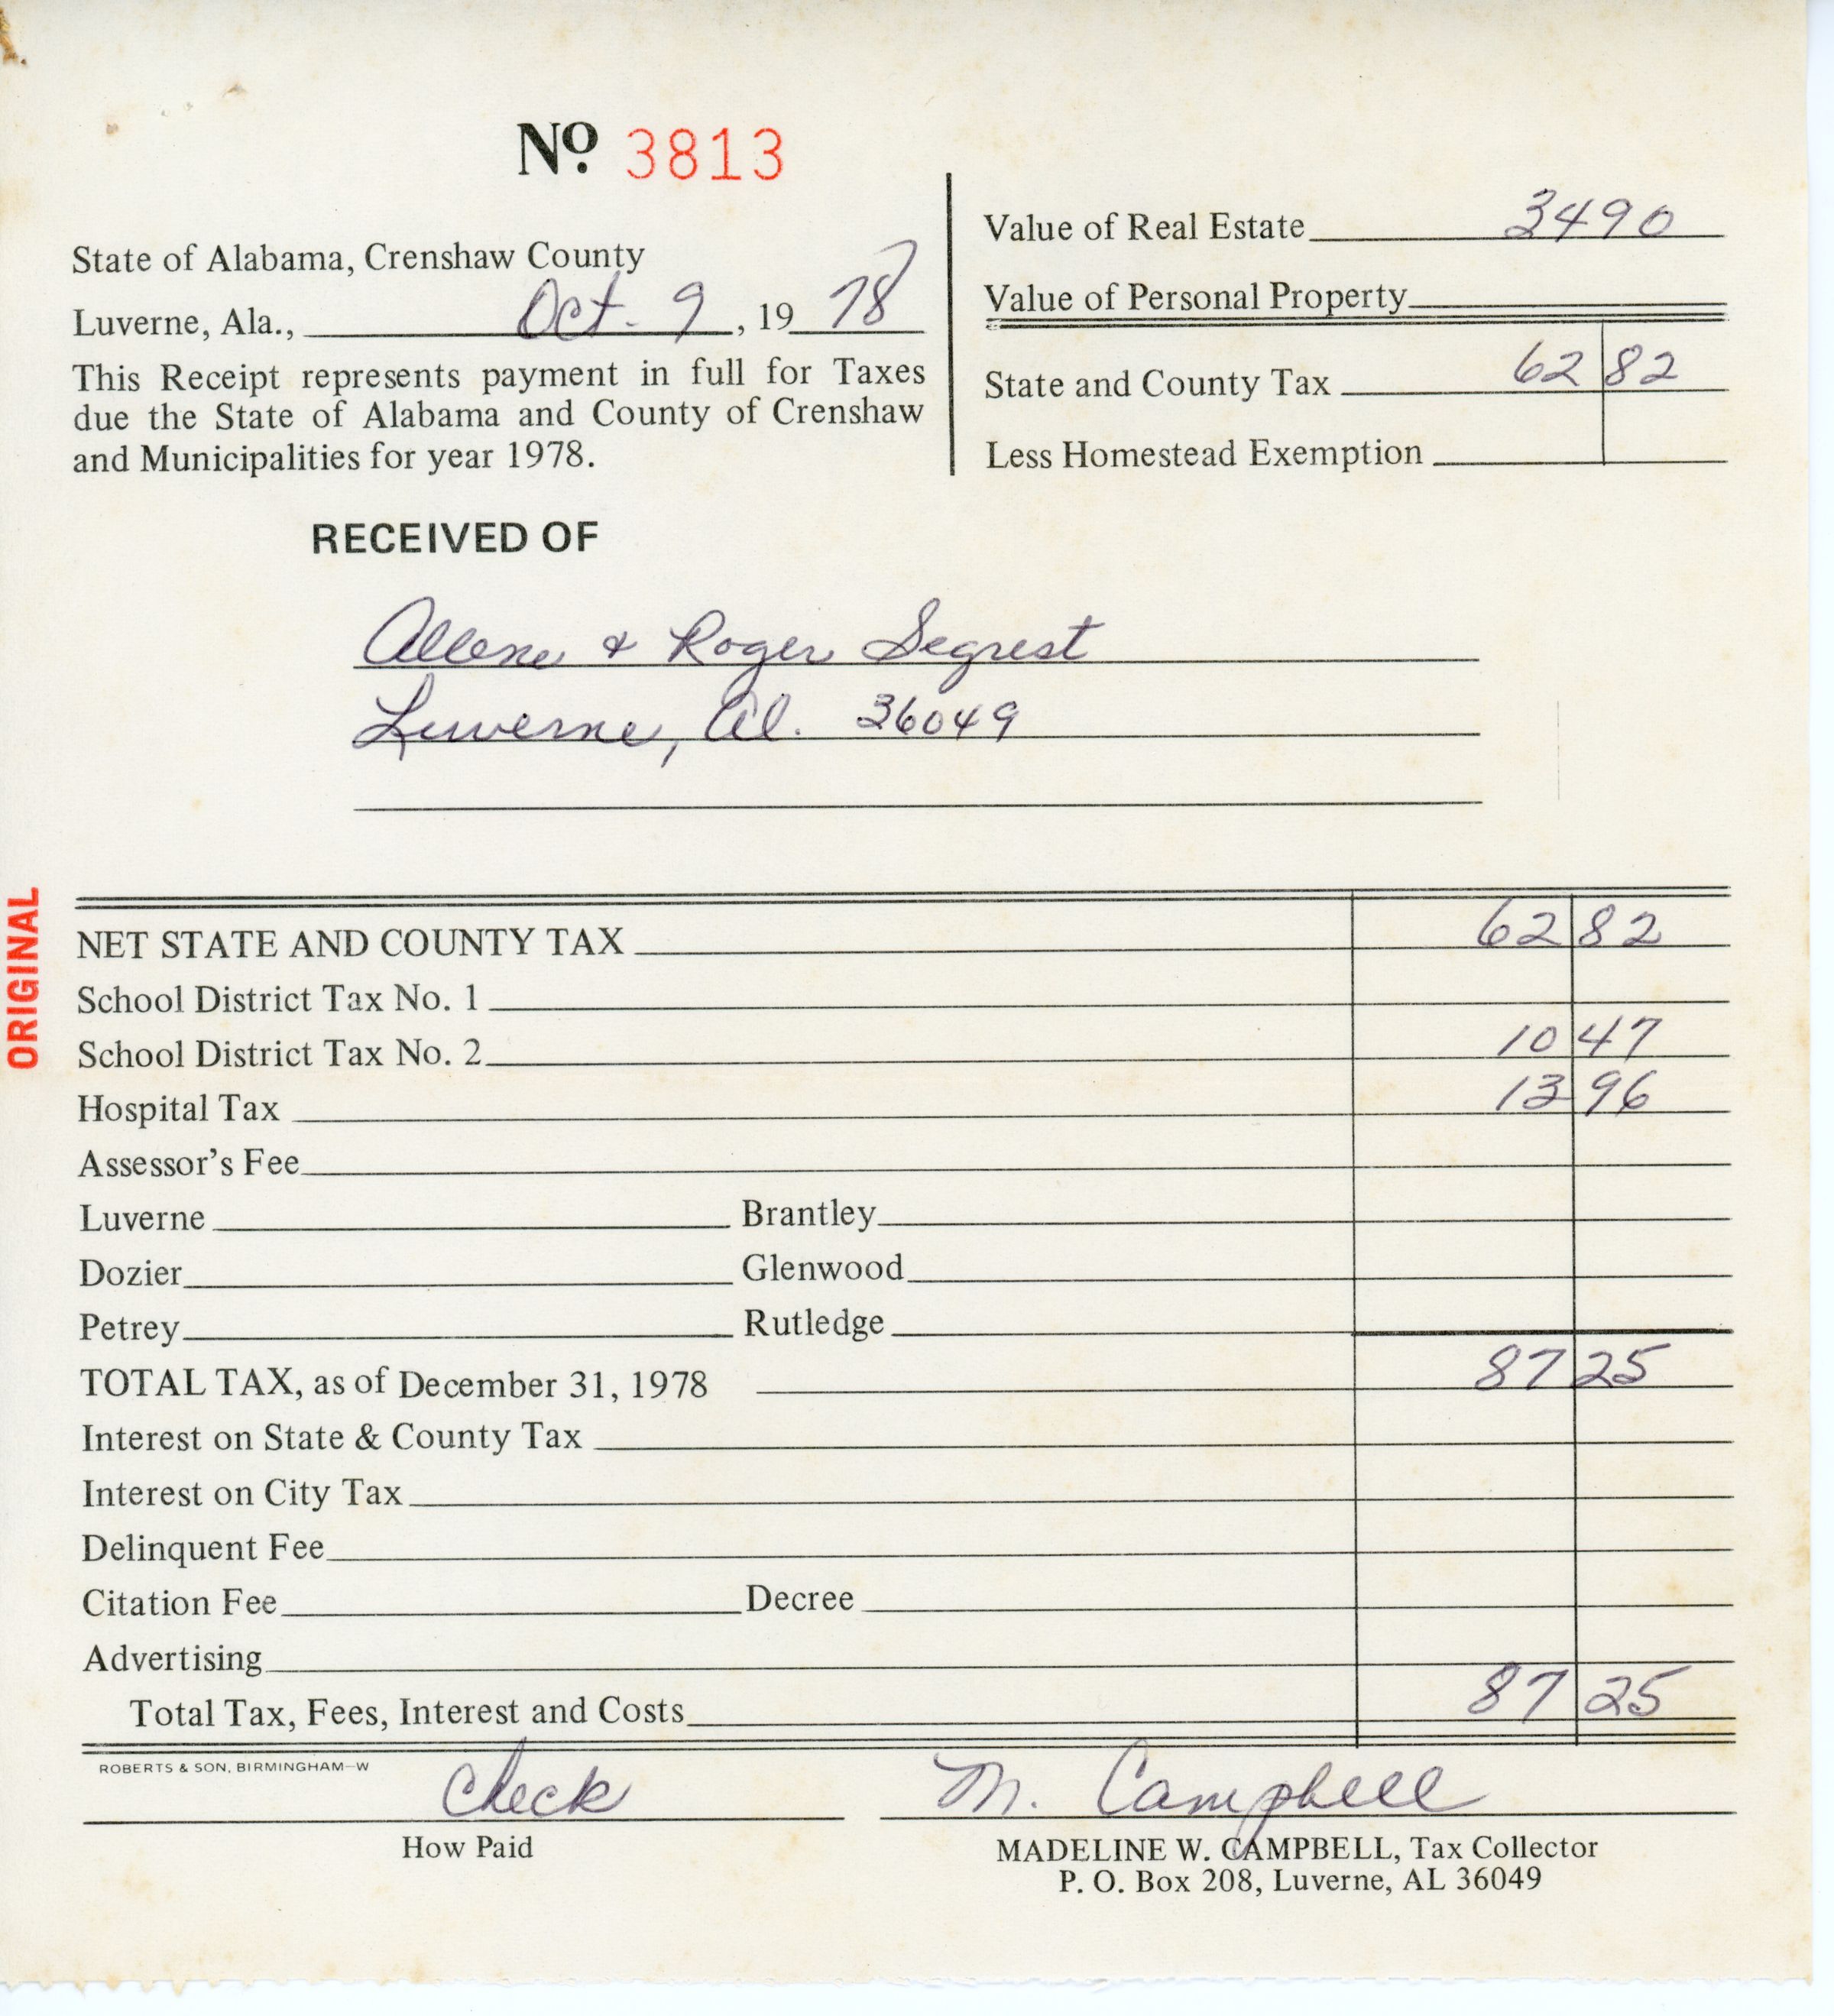 No. 3813
State of Alabama, Crenshaw County
Luverne, Ala., Oct. 9, 1978
This Receipt represents payment in full for Taxes
due the State of Alabama and County of Crenshaw
and Municipalities for year 1978.
Value of Real Estate 3490
Value of Personal Property
State and County Tax 62 82
Less Homestead Exemption
RECEIVED OF
Allene & Roger Segrest
Luverne, Al. 36049
ORIGINAL
NET STATE AND COUNTY TAX 62 82
School District Tax No. 1
School District Tax No. 2 10 47
Hospital Tax 13 96
Assessor's Fee
Luverne Brantley
Dozier Glenwood
Petrey Rutledge
TOTAL TAX, as of December 31, 1978 87 25
Interest on State & County Tax
Interest on City Tax
Delinquent Fee
Citation Fee Decree
Advertising
Total Tax, Fees, Interest and Costs 87 25
ROBERTS & SON, BIRMINGHAM-W
Check
How Paid
M. Campbell
MADELINE W. CAMPBELL, Tax Collector
P. O. Box 208, Luverne, AL 36049